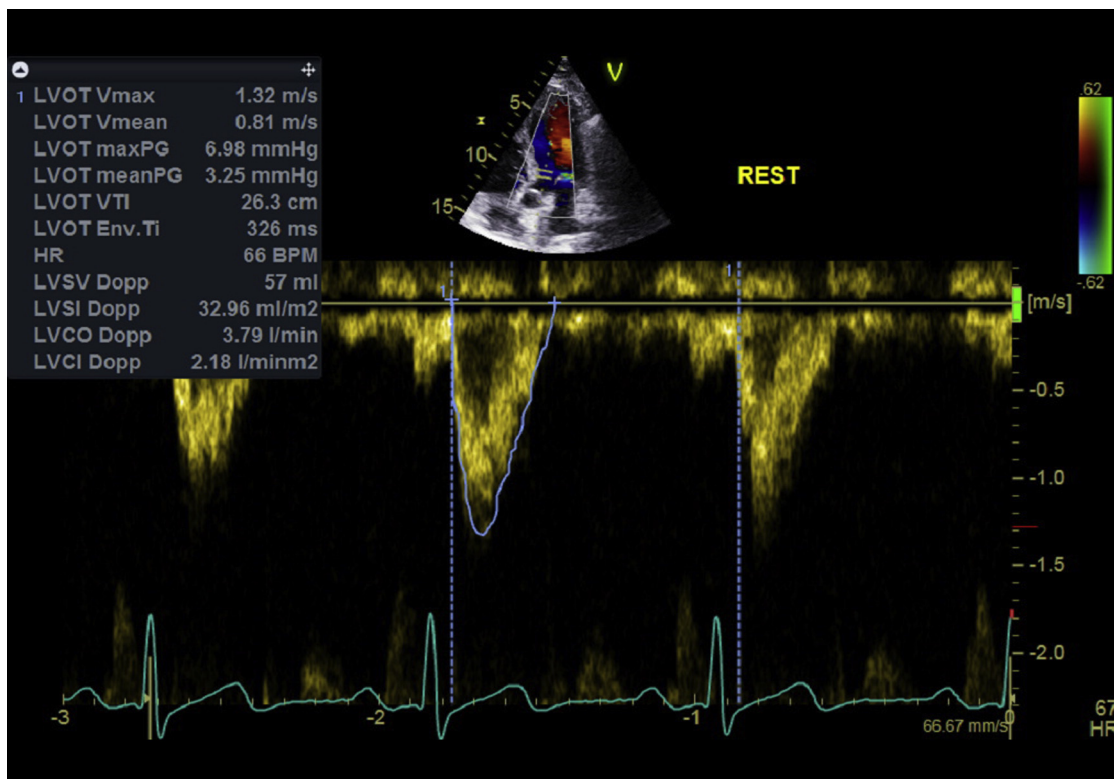 1 LVOT Vmax 1.32 m/s
LVOT Vmean 0.81 m/s
LVOT maxPG 6.98 mmHg
LVOT meanPG 3.25 mmHg
LVOT VTI 26.3 cm
LVOT Env.Ti 326 ms
HR 66 BPM
LVSV Dopp 57 ml
LVSI Dopp 32.96 ml/m2
LVCO Dopp 3.79 l/min
LVCI Dopp 2.18 l/minm2
V
5
10
15
REST
.62
-.62
1
1
[m/s]
-0.5
-1.0
-1.5
-2.0
-3
-2
-1
0
66.67 mm/s
67
HR